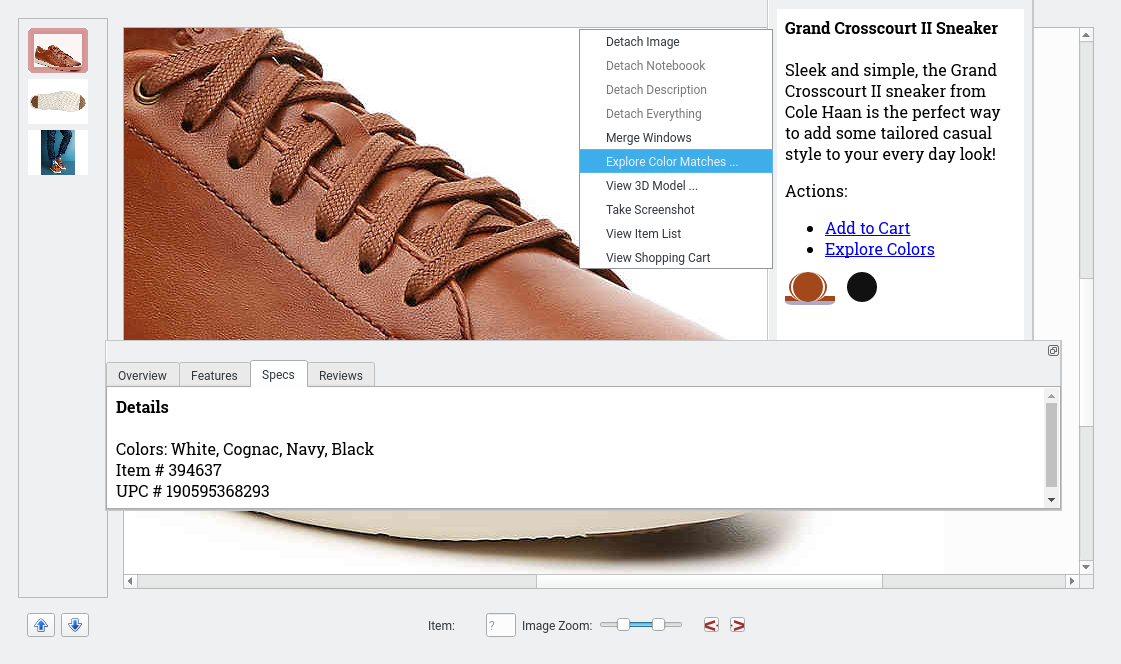 Detach Image
Detach Noteboook
Detach Description
Detach Everything
Merge Windows
Explore Color Matches ...
View 3D Model ...
Take Screenshot
View Item List
View Shopping Cart
Grand Crosscourt II Sneaker
Sleek and simple, the Grand
Crosscourt II sneaker from
Cole Haan is the perfect way
to add some tailored casual
style to your every day look!
Actions:
Add to Cart
Explore Colors
Overview
Features
Specs
Reviews
Details
Colors: White, Cognac, Navy, Black
Item # 394637
UPC # 190595368293
Item:
?
Image Zoom:
<
>